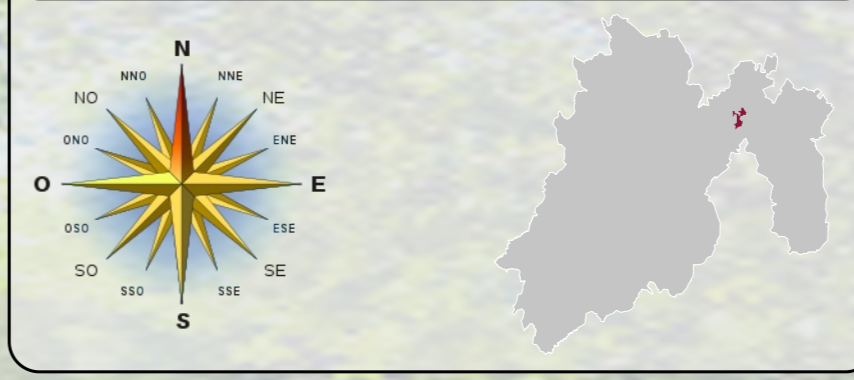 N
NNO NNE
NO NE
ONO ENE
O E
OSO ESE
SO SE
SSO SSE
S